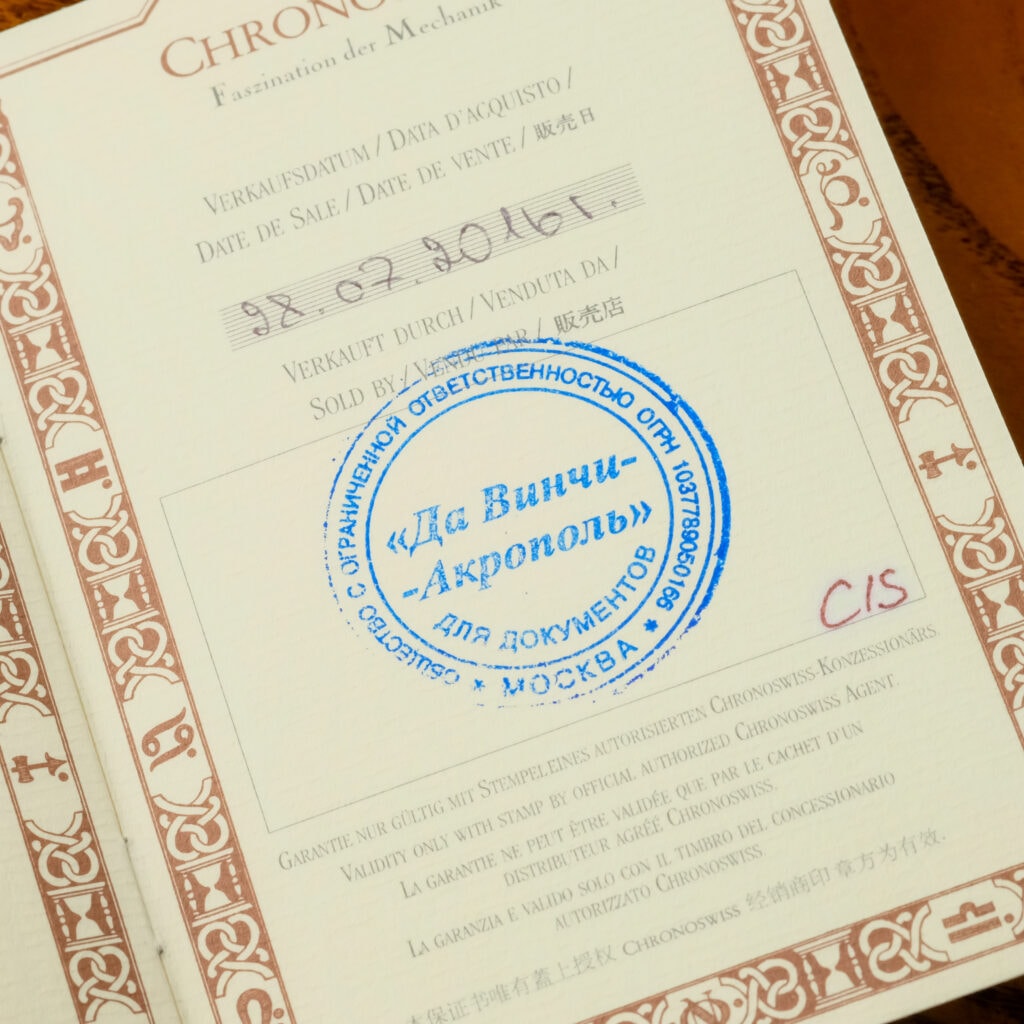 CHRONO
Faszination der Mechanik
VERKAUFSDATUM / DATA D'ACQUISTO /
DATE DE SALE / DATE DE VENTE / 販売日
28.07.2016г.
VERKAUFT DURCH / VENDUTA DA /
SOLD BY / VENDU PAR / 販売店
ОБЩЕСТВО С ОГРАНИЧЕННОЙ ОТВЕТСТВЕННОСТЬЮ ОГРН 1037789050166
«Да Винчи-
-Акрополь»
ДЛЯ ДОКУМЕНТОВ
* МОСКВА *
CIS
GARANTIE NUR GÜLTIG MIT STEMPELEINES AUTORISIERTEN CHRONOSWISS-KONZESSIONÄRS.
VALIDITY ONLY WITH STAMP BY OFFICIAL AUTHORIZED CHRONOSWISS AGENT.
LA GARANTIE NE PEUT ÊTRE VALIDÉE QUE PAR LE CACHET D'UN
DISTRIBUTEUR AGRÉÉ CHRONOSWISS.
LA GARANZIA E VALIDO SOLO CON IL TIMBRO DEL CONCESSIONARIO
AUTORIZZATO CHRONOSWISS.
本保证书唯有蓋上授权 CHRONOSWISS 经销商印章方为有效.